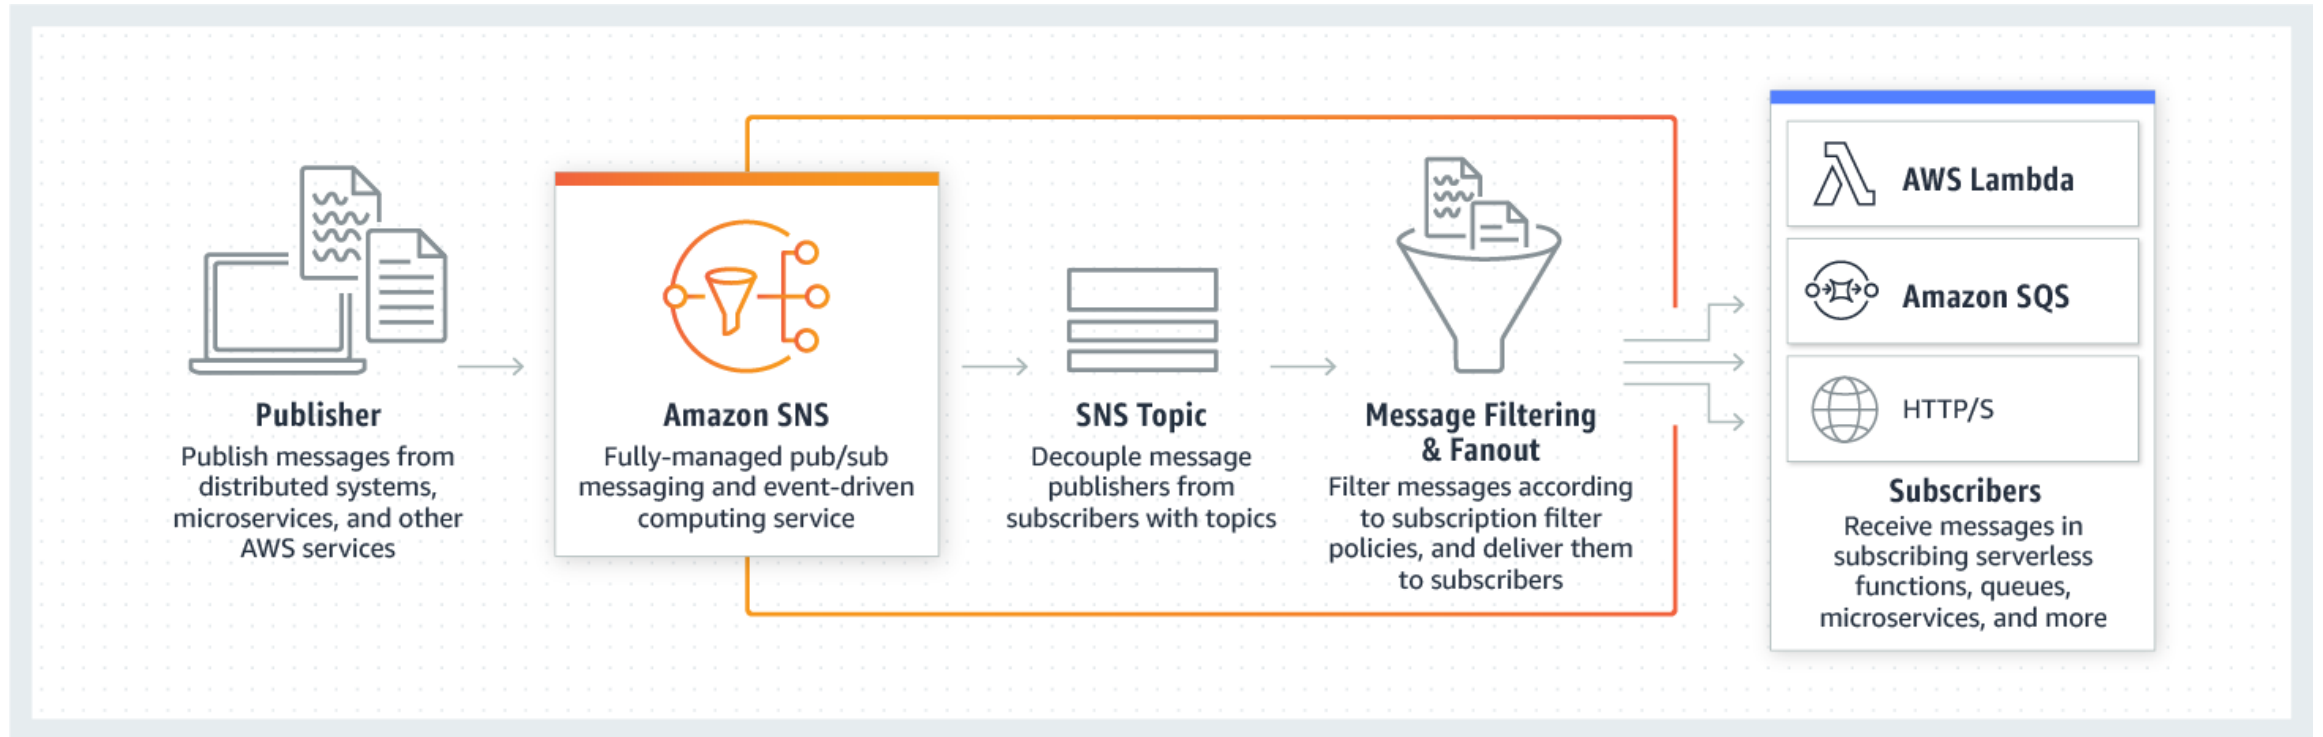 Publisher
Publish messages from
distributed systems,
microservices, and other
AWS services
Amazon SNS
Fully-managed pub/sub
messaging and event-driven
computing service
SNS Topic
Decouple message
publishers from
subscribers with topics
Message Filtering
& Fanout
Filter messages according
to subscription filter
policies, and deliver them
to subscribers
AWS Lambda
Amazon SQS
HTTP/S
Subscribers
Receive messages in
subscribing serverless
functions, queues,
microservices, and more